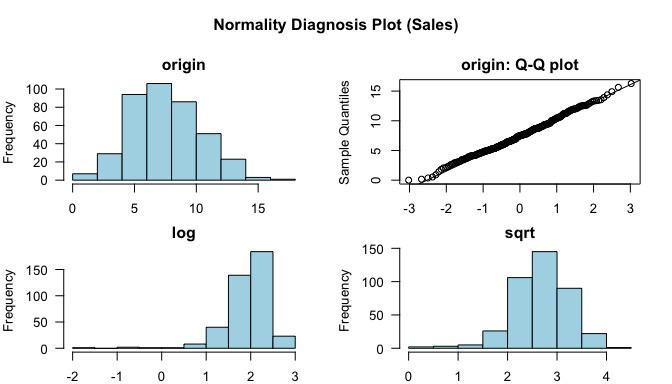 Normality Diagnosis Plot (Sales)
origin
Frequency
100
80
60
40
20
0
0 5 10 15
origin: Q-Q plot
Sample Quantiles
15
10
5
0
-3 -2 -1 0 1 2 3
log
Frequency
150
100
50
0
-2 -1 0 1 2 3
sqrt
Frequency
150
100
50
0
0 1 2 3 4